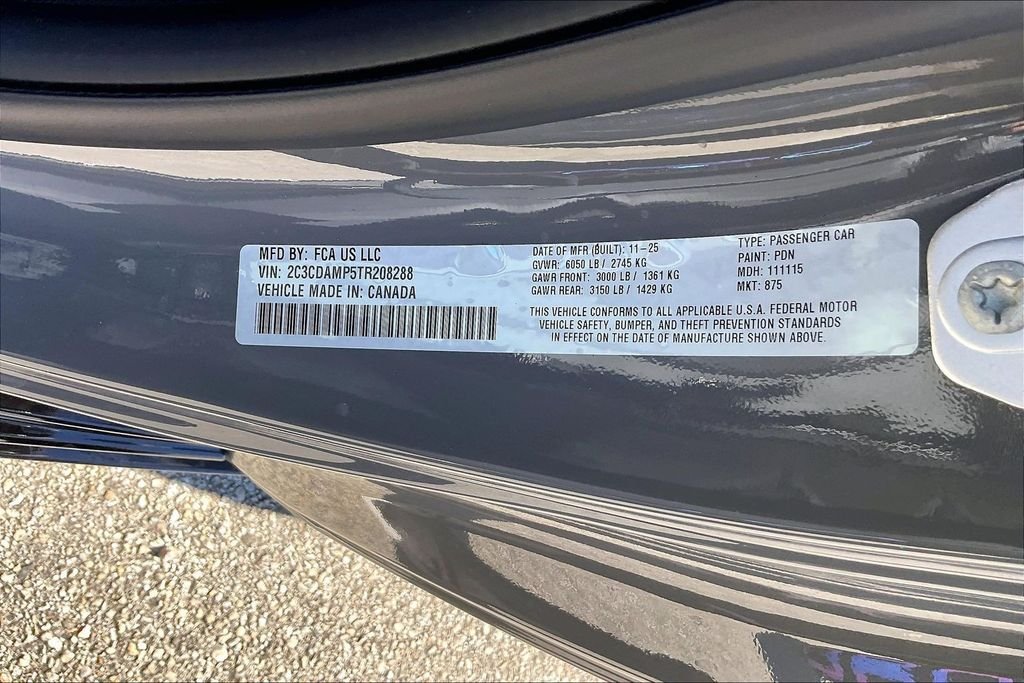 MFD BY: FCA US LLC
VIN: 2C3CDAMP5TR208288
VEHICLE MADE IN: CANADA
DATE OF MFR (BUILT): 11-25
GVWR: 6050 LB / 2745 KG
GAWR FRONT: 3000 LB / 1361 KG
GAWR REAR: 3150 LB / 1429 KG
TYPE: PASSENGER CAR
PAINT: PDN
MDH: 111115
MKT: 875
THIS VEHICLE CONFORMS TO ALL APPLICABLE U.S.A. FEDERAL MOTOR
VEHICLE SAFETY, BUMPER, AND THEFT PREVENTION STANDARDS
IN EFFECT ON THE DATE OF MANUFACTURE SHOWN ABOVE.